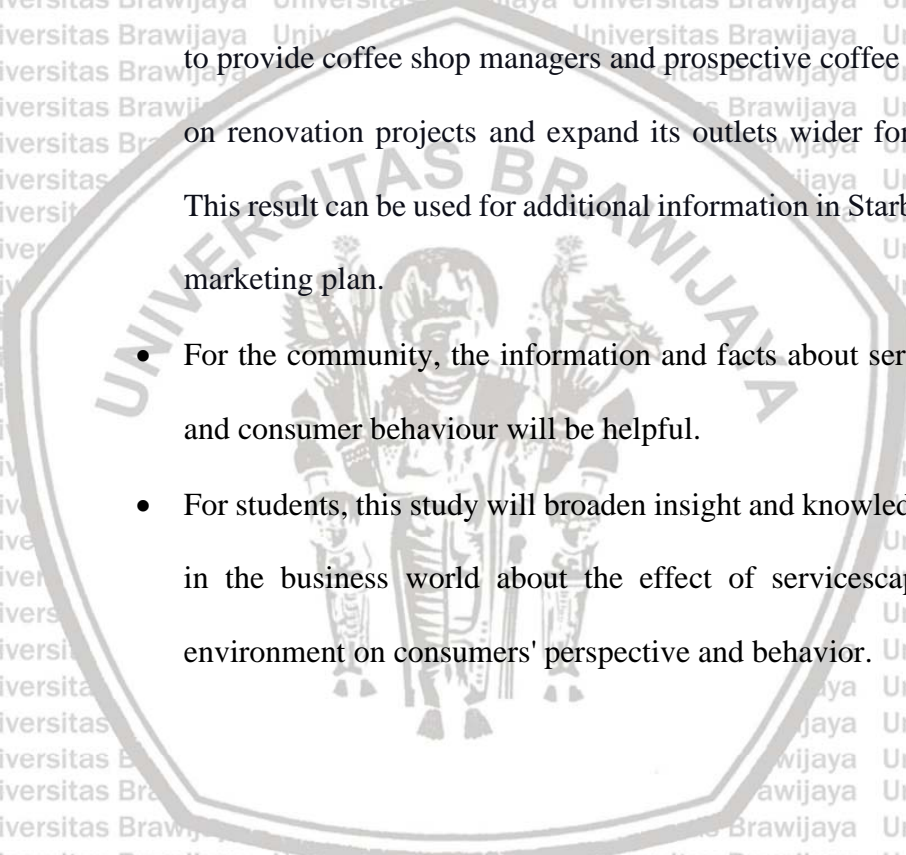 to provide coffee shop managers and prospective coffee
on renovation projects and expand its outlets wider for
This result can be used for additional information in Starb
marketing plan.
• For the community, the information and facts about ser
and consumer behaviour will be helpful.
• For students, this study will broaden insight and knowled
in the business world about the effect of servicescap
environment on consumers' perspective and behavior.
UNIVERSITAS BRAWIJAYA